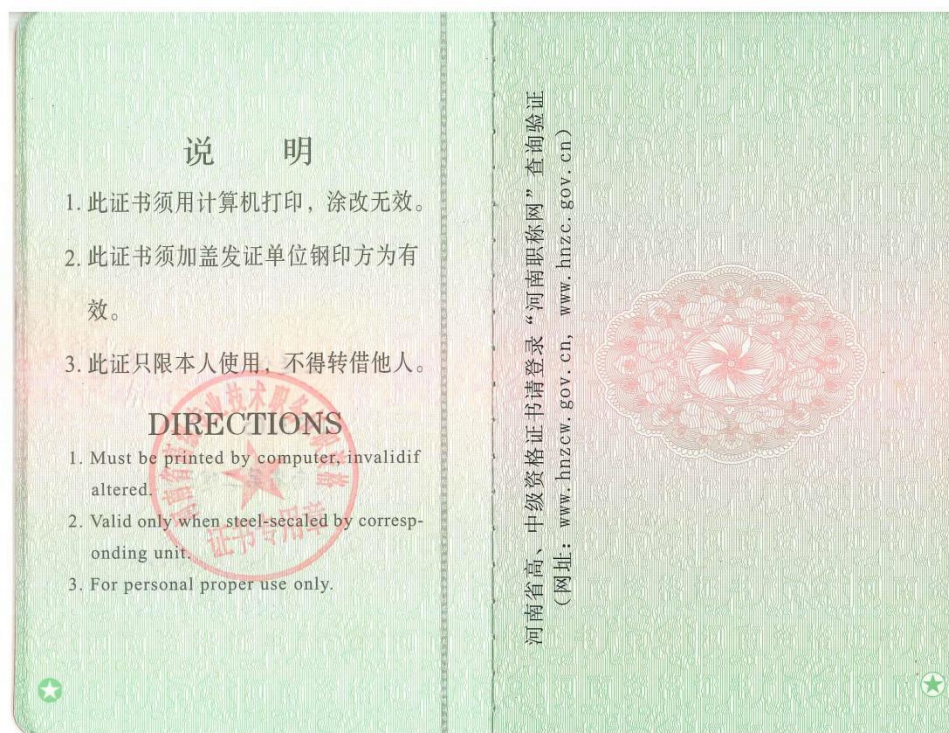 说 明
1. 此证书须用计算机打印，涂改无效。
2. 此证书须加盖发证单位钢印方为有
效。
3. 此证只限本人使用，不得转借他人。
DIRECTIONS
1. Must be printed by computer, invalidif
altered.
2. Valid only when steel-secaled by corresp-
onding unit.
3. For personal proper use only.
证书专用章
河南省高、中级资格证书请登录“河南职称网”查询验证
(网址: www.hnzcw.gov.cn, www.hnzc.gov.cn)